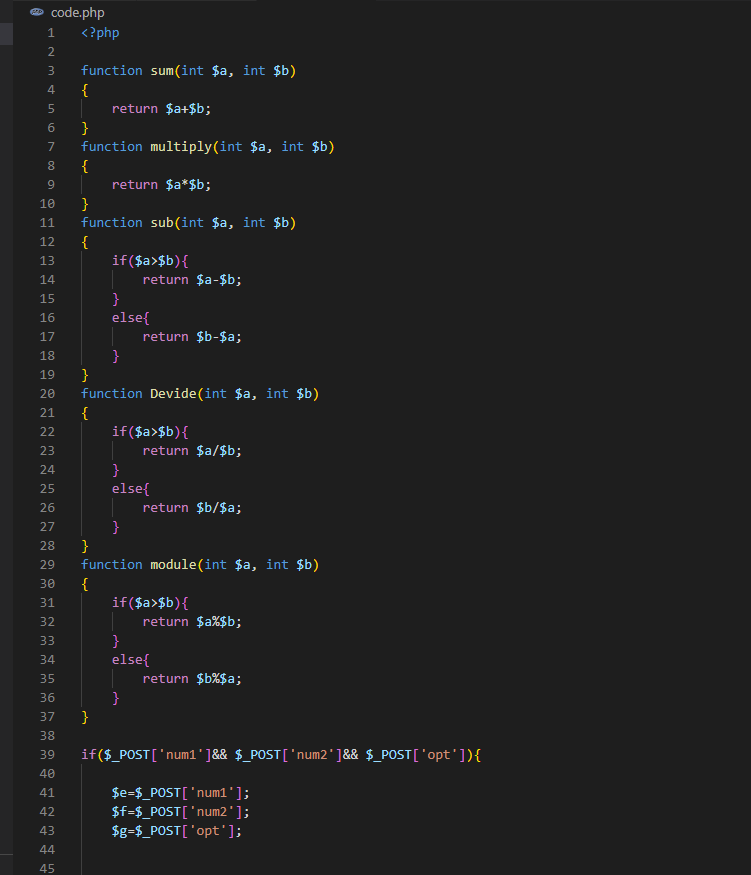 code.php
1 <?php
2
3 function sum(int $a, int $b)
4 {
5 return $a+$b;
6 }
7 function multiply(int $a, int $b)
8 {
9 return $a*$b;
10 }
11 function sub(int $a, int $b)
12 {
13 if($a>$b){
14 return $a-$b;
15 }
16 else{
17 return $b-$a;
18 }
19 }
20 function Devide(int $a, int $b)
21 {
22 if($a>$b){
23 return $a/$b;
24 }
25 else{
26 return $b/$a;
27 }
28 }
29 function module(int $a, int $b)
30 {
31 if($a>$b){
32 return $a%$b;
33 }
34 else{
35 return $b%$a;
36 }
37 }
38
39 if($_POST['num1']&& $_POST['num2']&& $_POST['opt']){
40
41 $e=$_POST['num1'];
42 $f=$_POST['num2'];
43 $g=$_POST['opt'];
44
45